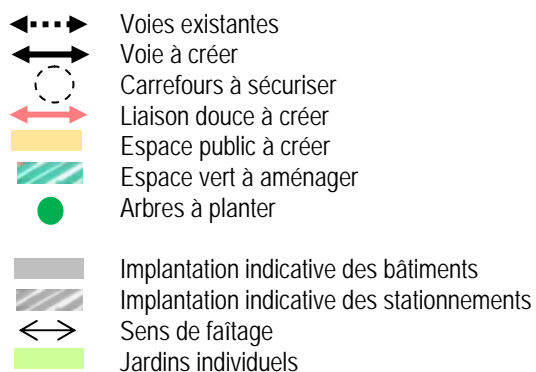 Voies existantes
Voie à créer
Carrefours à sécuriser
Liaison douce à créer
Espace public à créer
Espace vert à aménager
Arbres à planter
Implantation indicative des bâtiments
Implantation indicative des stationnements
Sens de faîtage
Jardins individuels